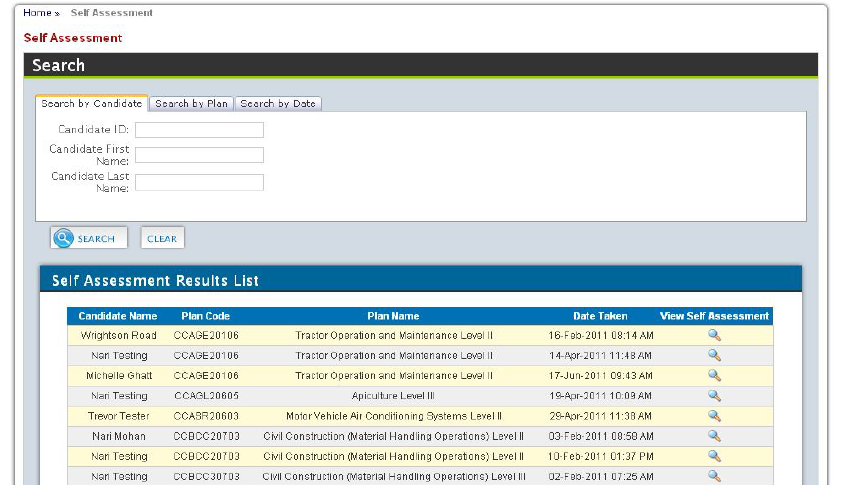 Home » Self Assessment
Self Assessment
Search
Search by Candidate Search by Plan Search by Date
Candidate ID:
Candidate First
Name:
Candidate Last
Name:
SEARCH CLEAR
Self Assessment Results List
Candidate Name Plan Code Plan Name Date Taken View Self Assessment
Wrightson Road CCAGE20106 Tractor Operation and Maintenance Level II 16-Feb-2011 08:14 AM
Nari Testing CCAGE20106 Tractor Operation and Maintenance Level II 14-Apr-2011 11:48 AM
Michelle Ghatt CCAGE20106 Tractor Operation and Maintenance Level II 17-Jun-2011 09:43 AM
Nari Testing CCAGL20605 Apiculture Level III 19-Apr-2011 10:09 AM
Trevor Tester CCASR20603 Motor Vehicle Air Conditioning Systems Level II 29-Apr-2011 11:38 AM
Nari Mohan CCBCC20703 Civil Construction (Material Handling Operations) Level II 03-Feb-2011 08:58 AM
Nari Testing CCBCC20703 Civil Construction (Material Handling Operations) Level II 10-Feb-2011 01:37 PM
Nari Testing CCBCC30703 Civil Construction (Material Handling Operations) Level III 02-Feb-2011 07:25 AM